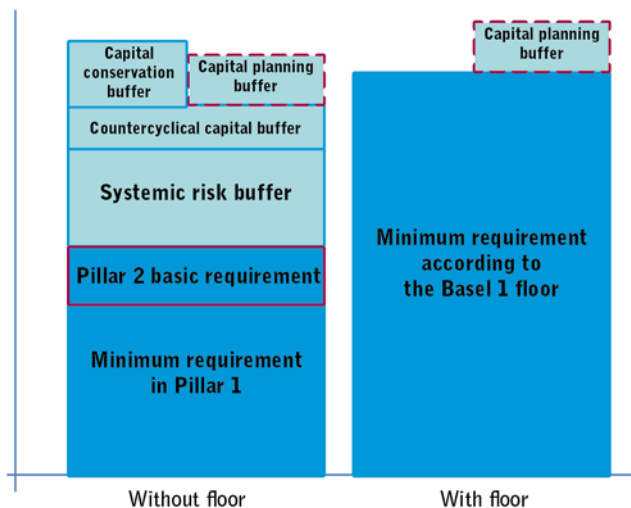 Capital
conservation
buffer
Capital planning
buffer
Countercyclical capital buffer
Systemic risk buffer
Pillar 2 basic requirement
Minimum requirement
in Pillar 1
Without floor
Capital planning
buffer
Minimum requirement
according to
the Basel 1 floor
With floor